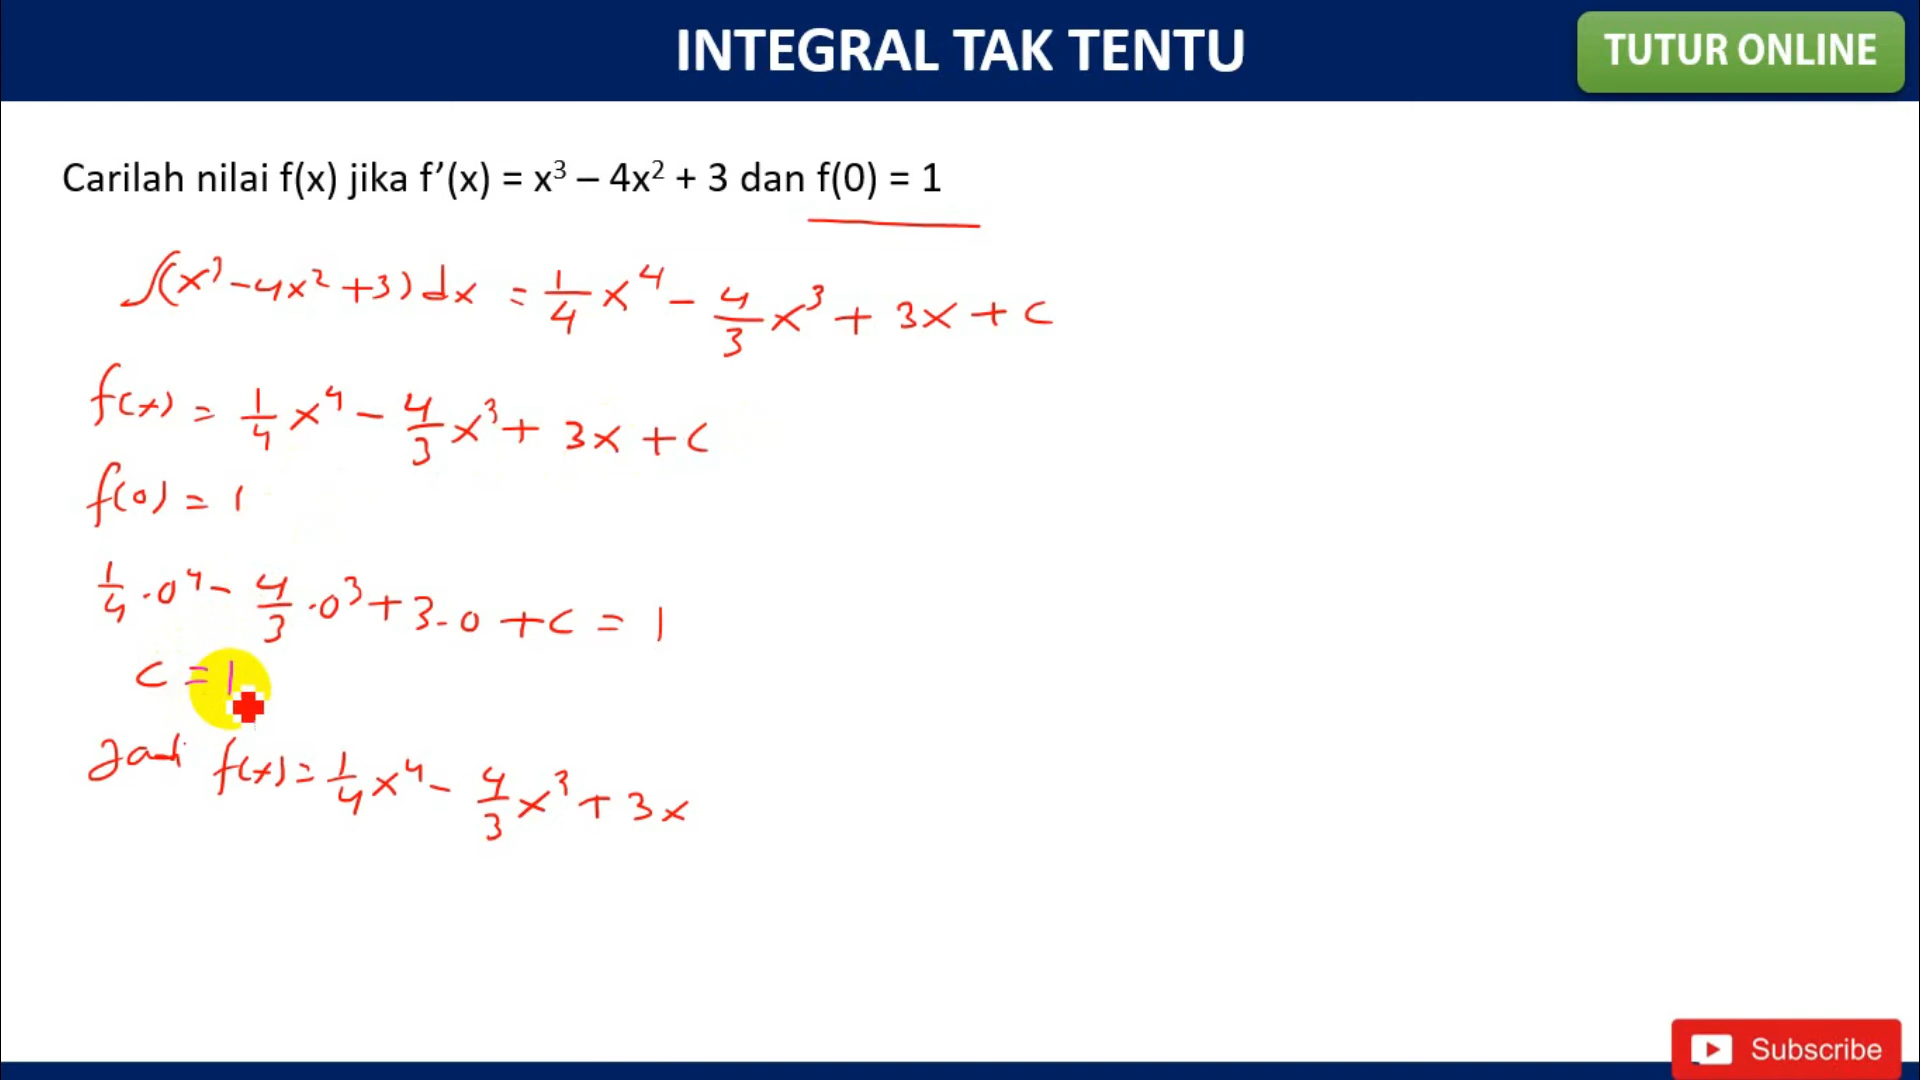 INTEGRAL TAK TENTU
TUTUR ONLINE
Carilah nilai f(x) jika f’(x) = x³ – 4x² + 3 dan f(0) = 1
∫(x³ - 4x² + 3) dx = 1/4 x⁴ - 4/3 x³ + 3x + c
f(x) = 1/4 x⁴ - 4/3 x³ + 3x + c
f(0) = 1
1/4 · 0⁴ - 4/3 · 0³ + 3 · 0 + c = 1
c = 1
Jadi f(x) = 1/4 x⁴ - 4/3 x³ + 3x
Subscribe